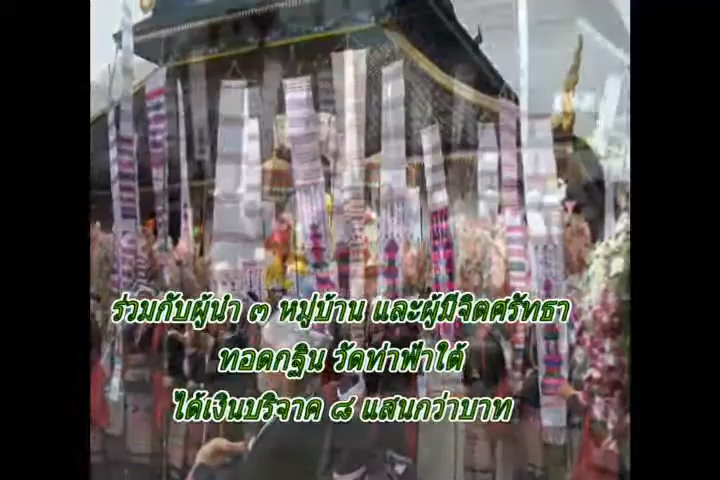 ร่วมกับผู้นำ ๓ หมู่บ้าน และผู้มีจิตศรัทธา
ทอดกฐิน วัดท่าฟ้าใต้
ได้เงินบริจาค ๘ แสนกว่าบาท